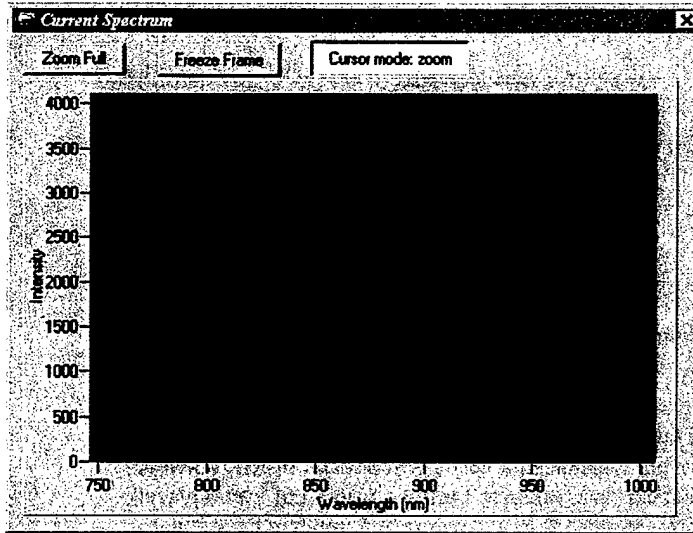 Current Spectrum
Zoom Full Freeze Frame Cursor mode: zoom
4000
3500
3000
2500
2000
1500
1000
500
0
Intensity
750 800 850 900 950 1000
Wavelength (nm)